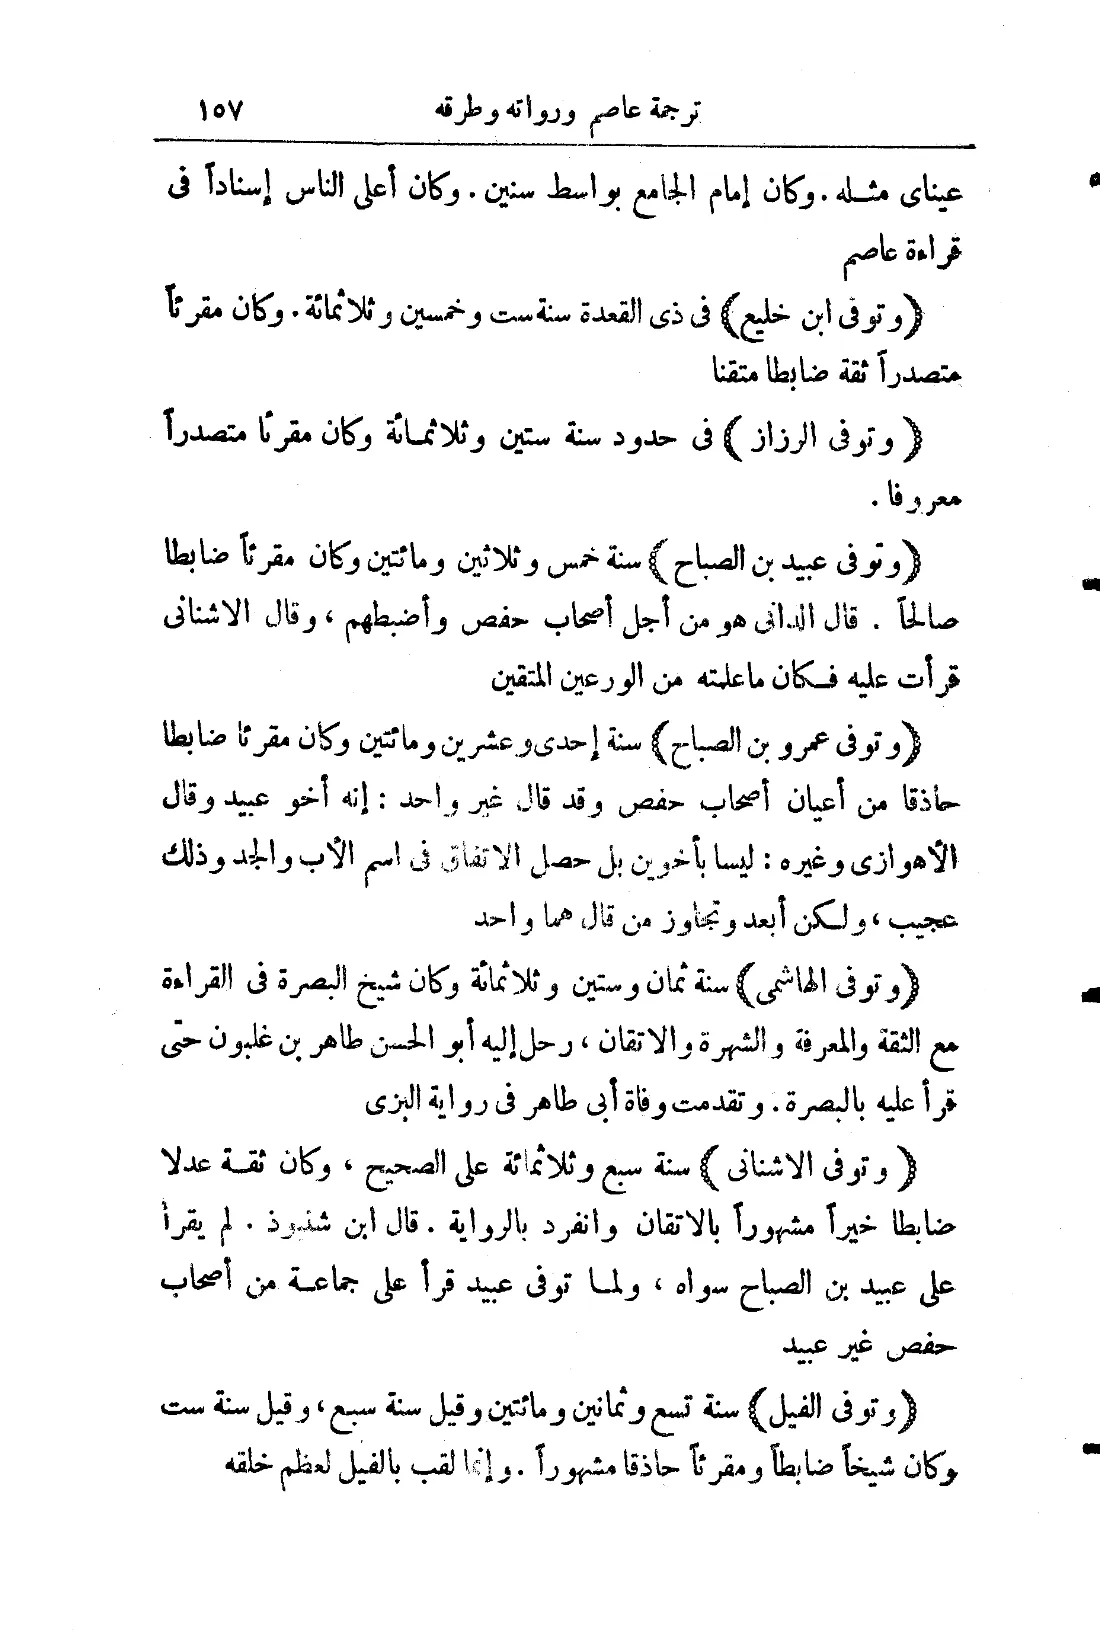 ترجمة عاصم ورواته وطرقه ١٥٧
عيناى مثله . وكان إمام الجامع بواسط سنين . وكان أعلى الناس إسناداً فى
قراءة عاصم
﴿ وتوفى ابن خليع ﴾ فى ذى القعدة سنة ست وخمسين وثلاثمائة . وكان مقرئاً
متصدراً ثقة ضابطا متقنا
﴿ وتوفى الرزاز ﴾ فى حدود سنة ستين وثلاثمائة وكان مقرئا متصدراً
معروفا .
﴿ وتوفى عبيد بن الصباح ﴾ سنة خمس وثلاثين ومائتين وكان مقرئاً ضابطا
صالحاً . قال الدانى هو من أجل أصحاب حفص وأضبطهم ، وقال الاشنانى
قرأت عليه فكان ماعلمته من الورعين المتقين
﴿ وتوفى عمرو بن الصباح ﴾ سنة إحدى وعشرين ومائتين وكان مقرئا ضابطا
حاذقا من أعيان أصحاب حفص وقد قال غير واحد : إنه أخو عبيد وقال
الأهوازى وغيره : ليسا بأخوين بل حصل الاتفاق فى اسم الأب والجد وذلك
عجيب ، ولكن أبعد وتجاوز من قال هما واحد
﴿ وتوفى الهاشمى ﴾ سنة ثمان وستين وثلاثمائة وكان شيخ البصرة فى القراءة
مع الثقة والمعرفة والشهرة والاتقان ، رحل إليه أبو الحسن طاهر بن غلبون حتى
قرأ عليه بالبصرة . وتقدمت وفاة أبى طاهر فى رواية البزى
﴿ وتوفى الاشنانى ﴾ سنة سبع وثلاثمائة على الصحيح ، وكان ثقة عدلا
ضابطا خيراً مشهوراً بالاتقان وانفرد بالرواية . قال ابن شنبوذ . لم يقرأ
على عبيد بن الصباح سواه ، ولما توفى عبيد قرأ على جماعة من أصحاب
حفص غير عبيد
﴿ وتوفى الفيل ﴾ سنة تسع وثمانين ومائتين وقيل سنة سبع ، وقيل سنة ست
وكان شيخاً ضابطاً ومقرئاً حاذقا مشهوراً . وإنما لقب بالفيل لعظم خلقه